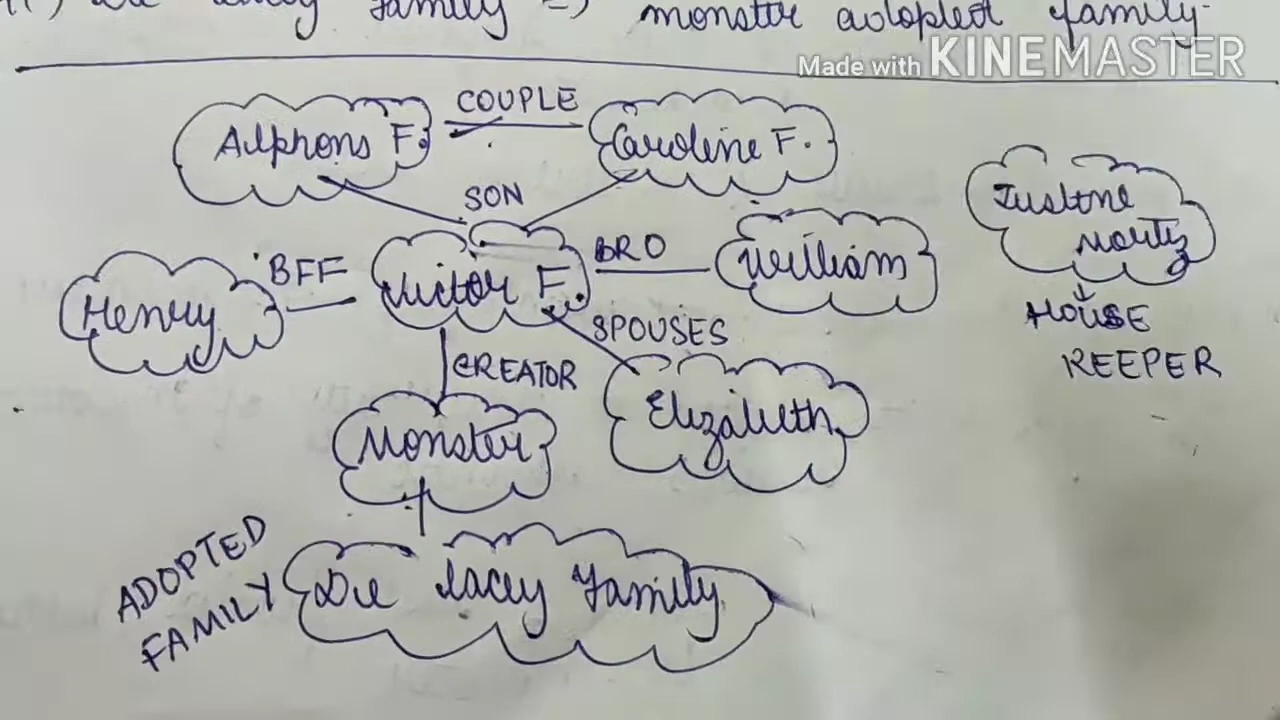 family => monster adopted family.
Made with KINEMASTER
COUPLE
Alphons F.
Caroline F.
SON
Justine
Moritz
BFF
BRO
Henry
Victor F.
William
HOUSE
KEEPER
SPOUSES
CREATOR
Elizabeth
Monster
ADOPTED
FAMILY
De lacey Family